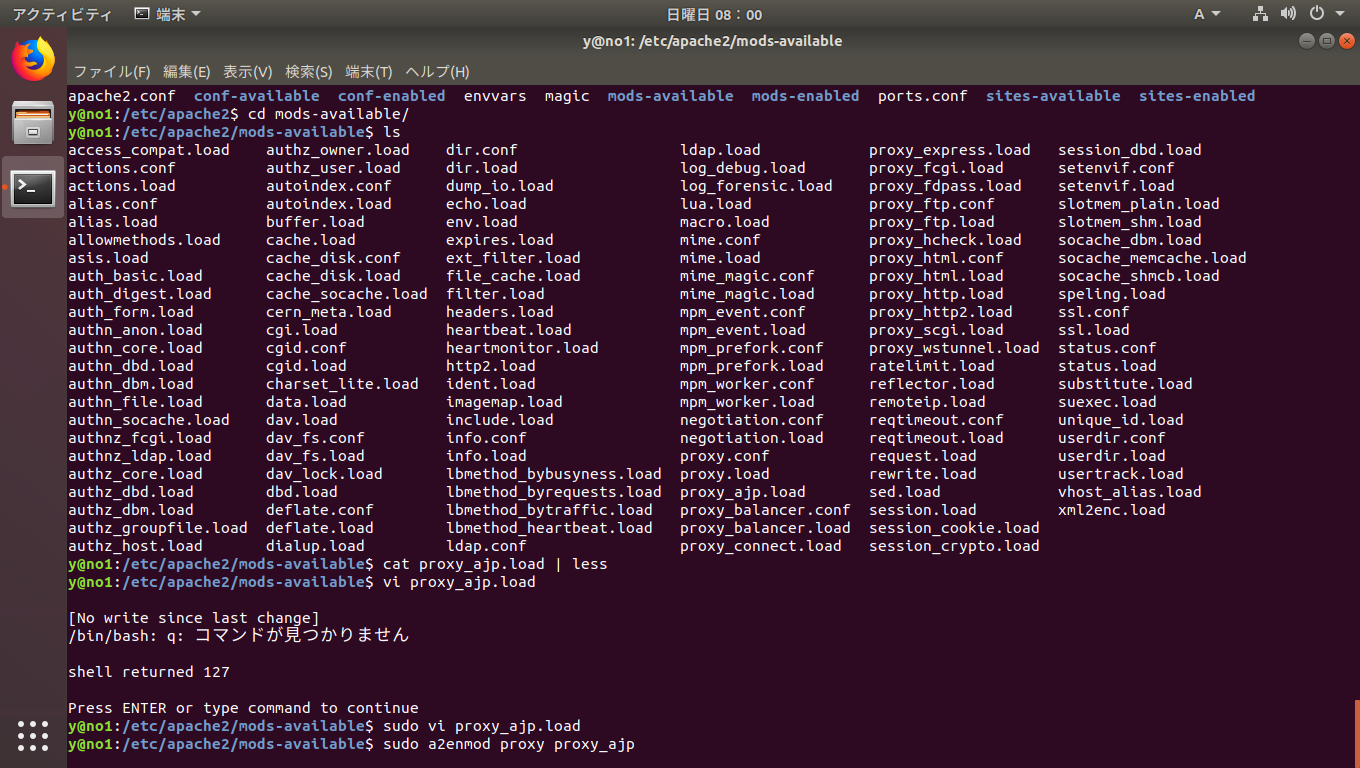 アクティビティ 端末 日曜日 08：00 A
y@no1: /etc/apache2/mods-available
ファイル(F) 編集(E) 表示(V) 検索(S) 端末(T) ヘルプ(H)
apache2.conf conf-available conf-enabled envvars magic mods-available mods-enabled ports.conf sites-available sites-enabled
y@no1:/etc/apache2$ cd mods-available/
y@no1:/etc/apache2/mods-available$ ls
access_compat.load authz_owner.load dir.conf ldap.load proxy_express.load session_dbd.load
actions.conf authz_user.load dir.load log_debug.load proxy_fcgi.load setenvif.conf
actions.load autoindex.conf dump_io.load log_forensic.load proxy_fdpass.load setenvif.load
alias.conf autoindex.load echo.load lua.load proxy_ftp.conf slotmem_plain.load
alias.load buffer.load env.load macro.load proxy_ftp.load slotmem_shm.load
allowmethods.load cache.load expires.load mime.conf proxy_hcheck.load socache_dbm.load
asis.load cache_disk.conf ext_filter.load mime.load proxy_html.conf socache_memcache.load
auth_basic.load cache_disk.load file_cache.load mime_magic.conf proxy_html.load socache_shmcb.load
auth_digest.load cache_socache.load filter.load mime_magic.load proxy_http.load speling.load
auth_form.load cern_meta.load headers.load mpm_event.conf proxy_http2.load ssl.conf
authn_anon.load cgi.load heartbeat.load mpm_event.load proxy_scgi.load ssl.load
authn_core.load cgid.conf heartmonitor.load mpm_prefork.conf proxy_wstunnel.load status.conf
authn_dbd.load cgid.load http2.load mpm_prefork.load ratelimit.load status.load
authn_dbm.load charset_lite.load ident.load mpm_worker.conf reflector.load substitute.load
authn_file.load data.load imagemap.load mpm_worker.load remoteip.load suexec.load
authn_socache.load dav.load include.load negotiation.conf reqtimeout.conf unique_id.load
authnz_fcgi.load dav_fs.conf info.conf negotiation.load reqtimeout.load userdir.conf
authnz_ldap.load dav_fs.load info.load proxy.conf request.load userdir.load
authz_core.load dav_lock.load lbmethod_bybusyness.load proxy.load rewrite.load usertrack.load
authz_dbd.load dbd.load lbmethod_byrequests.load proxy_ajp.load sed.load vhost_alias.load
authz_dbm.load deflate.conf lbmethod_bytraffic.load proxy_balancer.conf session.load xml2enc.load
authz_groupfile.load deflate.load lbmethod_heartbeat.load proxy_balancer.load session_cookie.load
authz_host.load dialup.load ldap.conf proxy_connect.load session_crypto.load
y@no1:/etc/apache2/mods-available$ cat proxy_ajp.load | less
y@no1:/etc/apache2/mods-available$ vi proxy_ajp.load
[No write since last change]
/bin/bash: q: コマンドが見つかりません
shell returned 127
Press ENTER or type command to continue
y@no1:/etc/apache2/mods-available$ sudo vi proxy_ajp.load
y@no1:/etc/apache2/mods-available$ sudo a2enmod proxy proxy_ajp